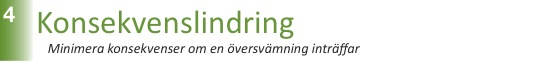 4 Konsekvenslindring
Minimera konsekvenser om en översvämning inträffar